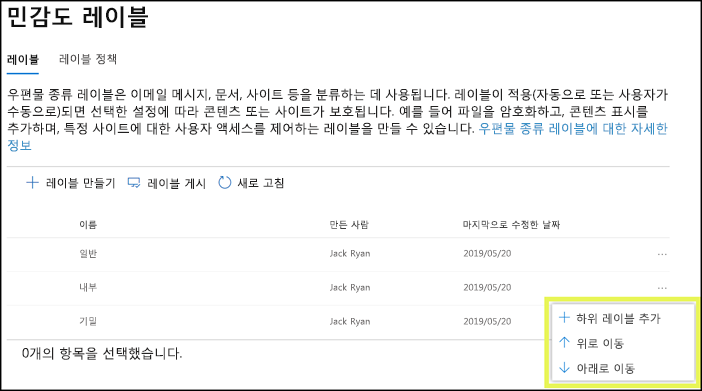 민감도 레이블
레이블 레이블 정책
우편물 종류 레이블은 이메일 메시지, 문서, 사이트 등을 분류하는 데 사용됩니다. 레이블이 적용(자동으로 또는 사용자가
수동으로)되면 선택한 설정에 따라 콘텐츠 또는 사이트가 보호됩니다. 예를 들어 파일을 암호화하고, 콘텐츠 표시를
추가하며, 특정 사이트에 대한 사용자 액세스를 제어하는 레이블을 만들 수 있습니다. 우편물 종류 레이블에 대한 자세한
정보
레이블 만들기 레이블 게시 새로 고침
이름 만든 사람 마지막으로 수정한 날짜
일반 Jack Ryan 2019/05/20 ...
내부 Jack Ryan 2019/05/20 ...
기밀 Jack Ryan 2019/05/20
하위 레이블 추가
위로 이동
아래로 이동
0개의 항목을 선택했습니다.